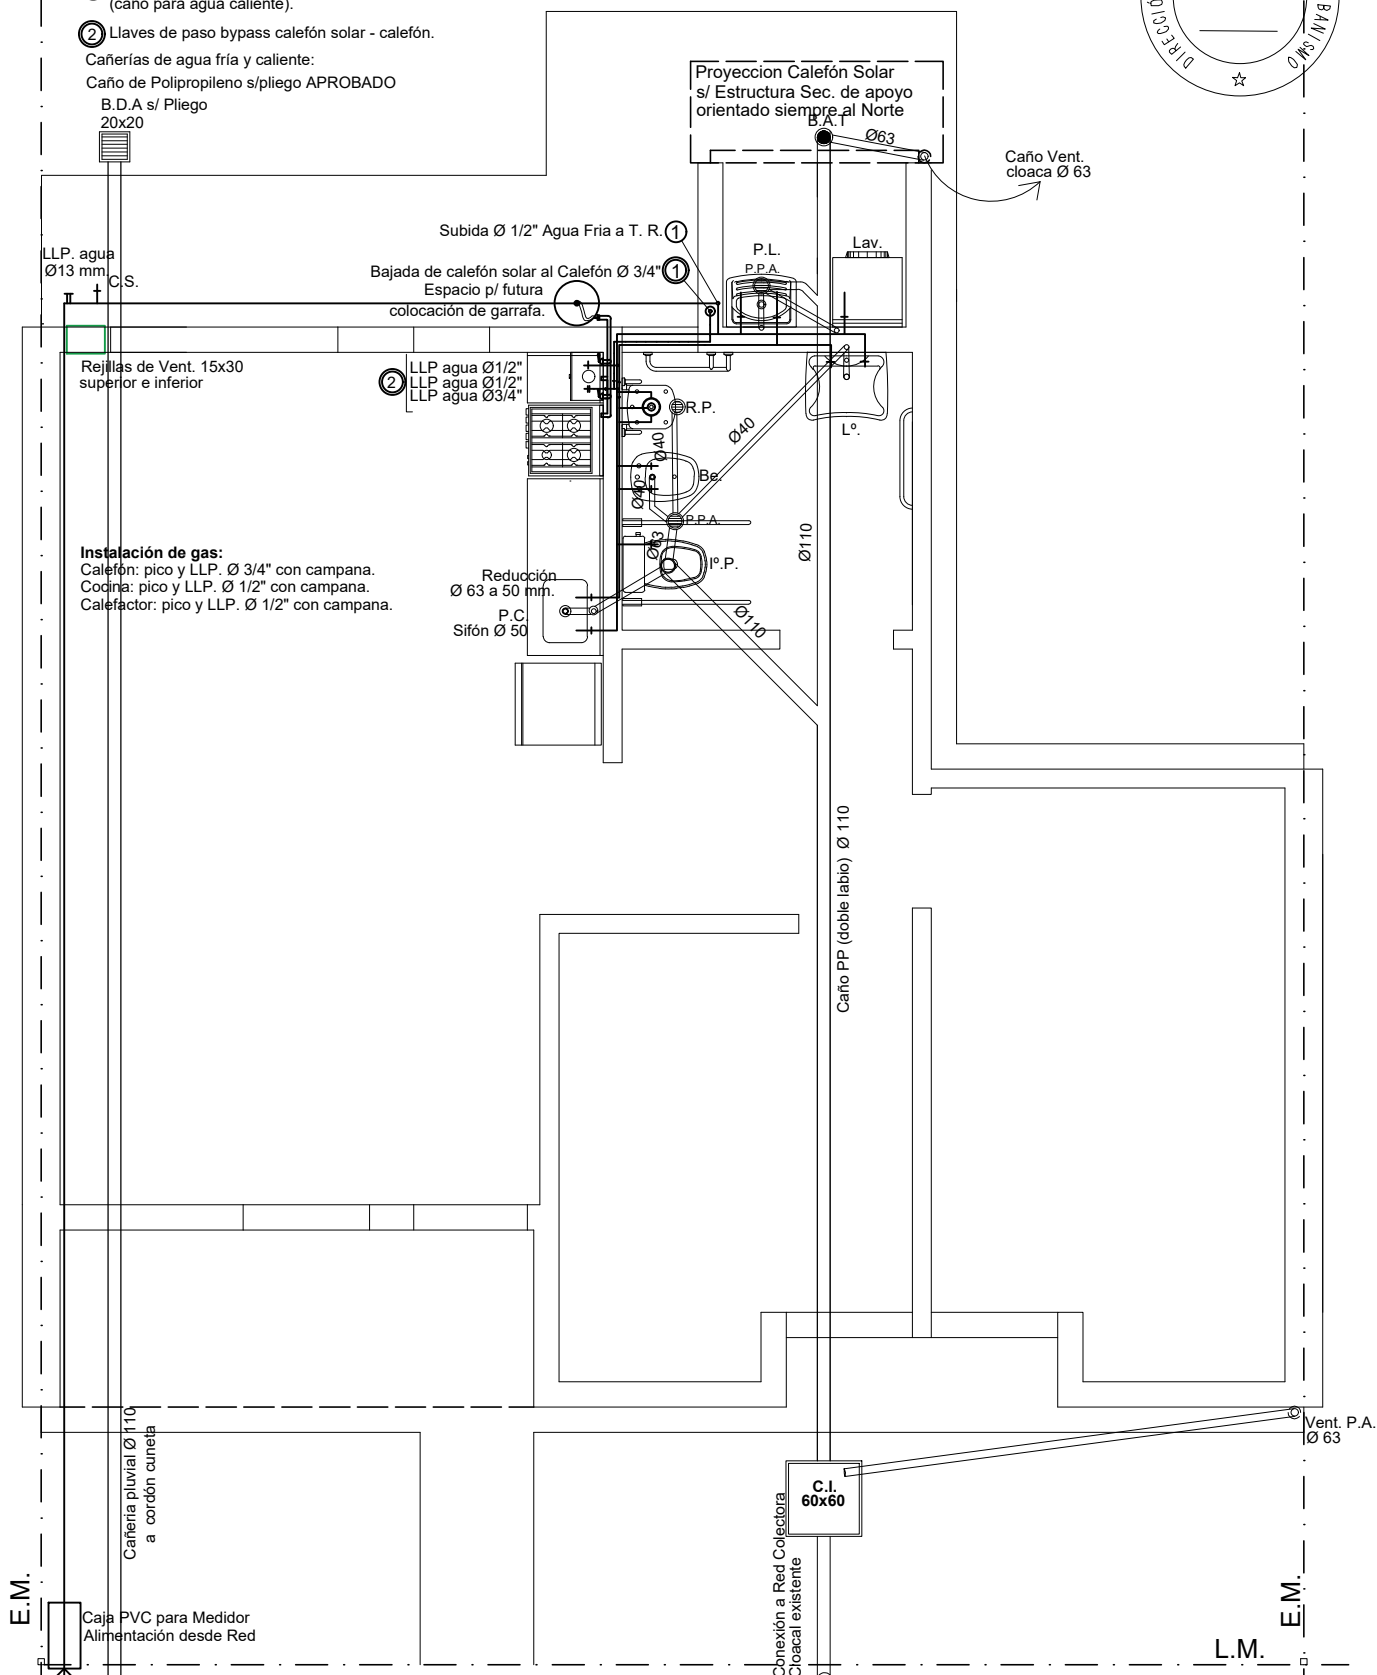 (caño para agua caliente).
2 Llaves de paso bypass calefón solar - calefón.
Cañerías de agua fría y caliente:
Caño de Polipropileno s/pliego APROBADO
B.D.A s/ Pliego
20x20
DIRECCIÓ
BANISMO
Proyeccion Calefón Solar
s/ Estructura Sec. de apoyo
orientado siempre al Norte
B.A.T
Ø63
Caño Vent.
cloaca Ø 63
Subida Ø 1/2" Agua Fria a T. R. 1
P.L.
Lav.
LLP. agua
Ø13 mm.
C.S.
Bajada de calefón solar al Calefón Ø 3/4" 1
P.P.A.
Espacio p/ futura
colocación de garrafa.
Rejillas de Vent. 15x30
superior e inferior
2
LLP agua Ø1/2"
LLP agua Ø1/2"
LLP agua Ø3/4"
R.P.
Lº.
Ø40
Ø40
Be.
Ø40
P.P.A.
Ø63
Iº.P.
Ø110
Instalación de gas:
Calefón: pico y LLP. Ø 3/4" con campana.
Cocina: pico y LLP. Ø 1/2" con campana.
Calefactor: pico y LLP. Ø 1/2" con campana.
Reducción
Ø 63 a 50 mm.
P.C.
Sifón Ø 50
Ø110
Caño PP (doble labio) Ø 110
Vent. P.A.
Ø 63
Cañeria pluvial Ø 110
a cordón cuneta
C.I.
60x60
Conexión a Red Colectora
Cloacal existente
E.M.
Caja PVC para Medidor
Alimentación desde Red
E.M.
L.M.